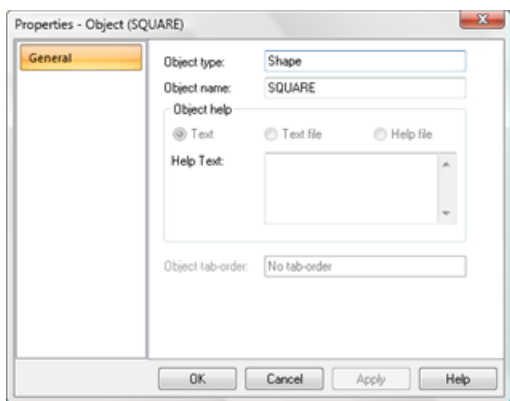 Properties - Object (SQUARE)
General
Object type: Shape
Object name: SQUARE
Object help
Text Text file Help file
Help Text:
Object tab-order: No tab-order
OK Cancel Apply Help